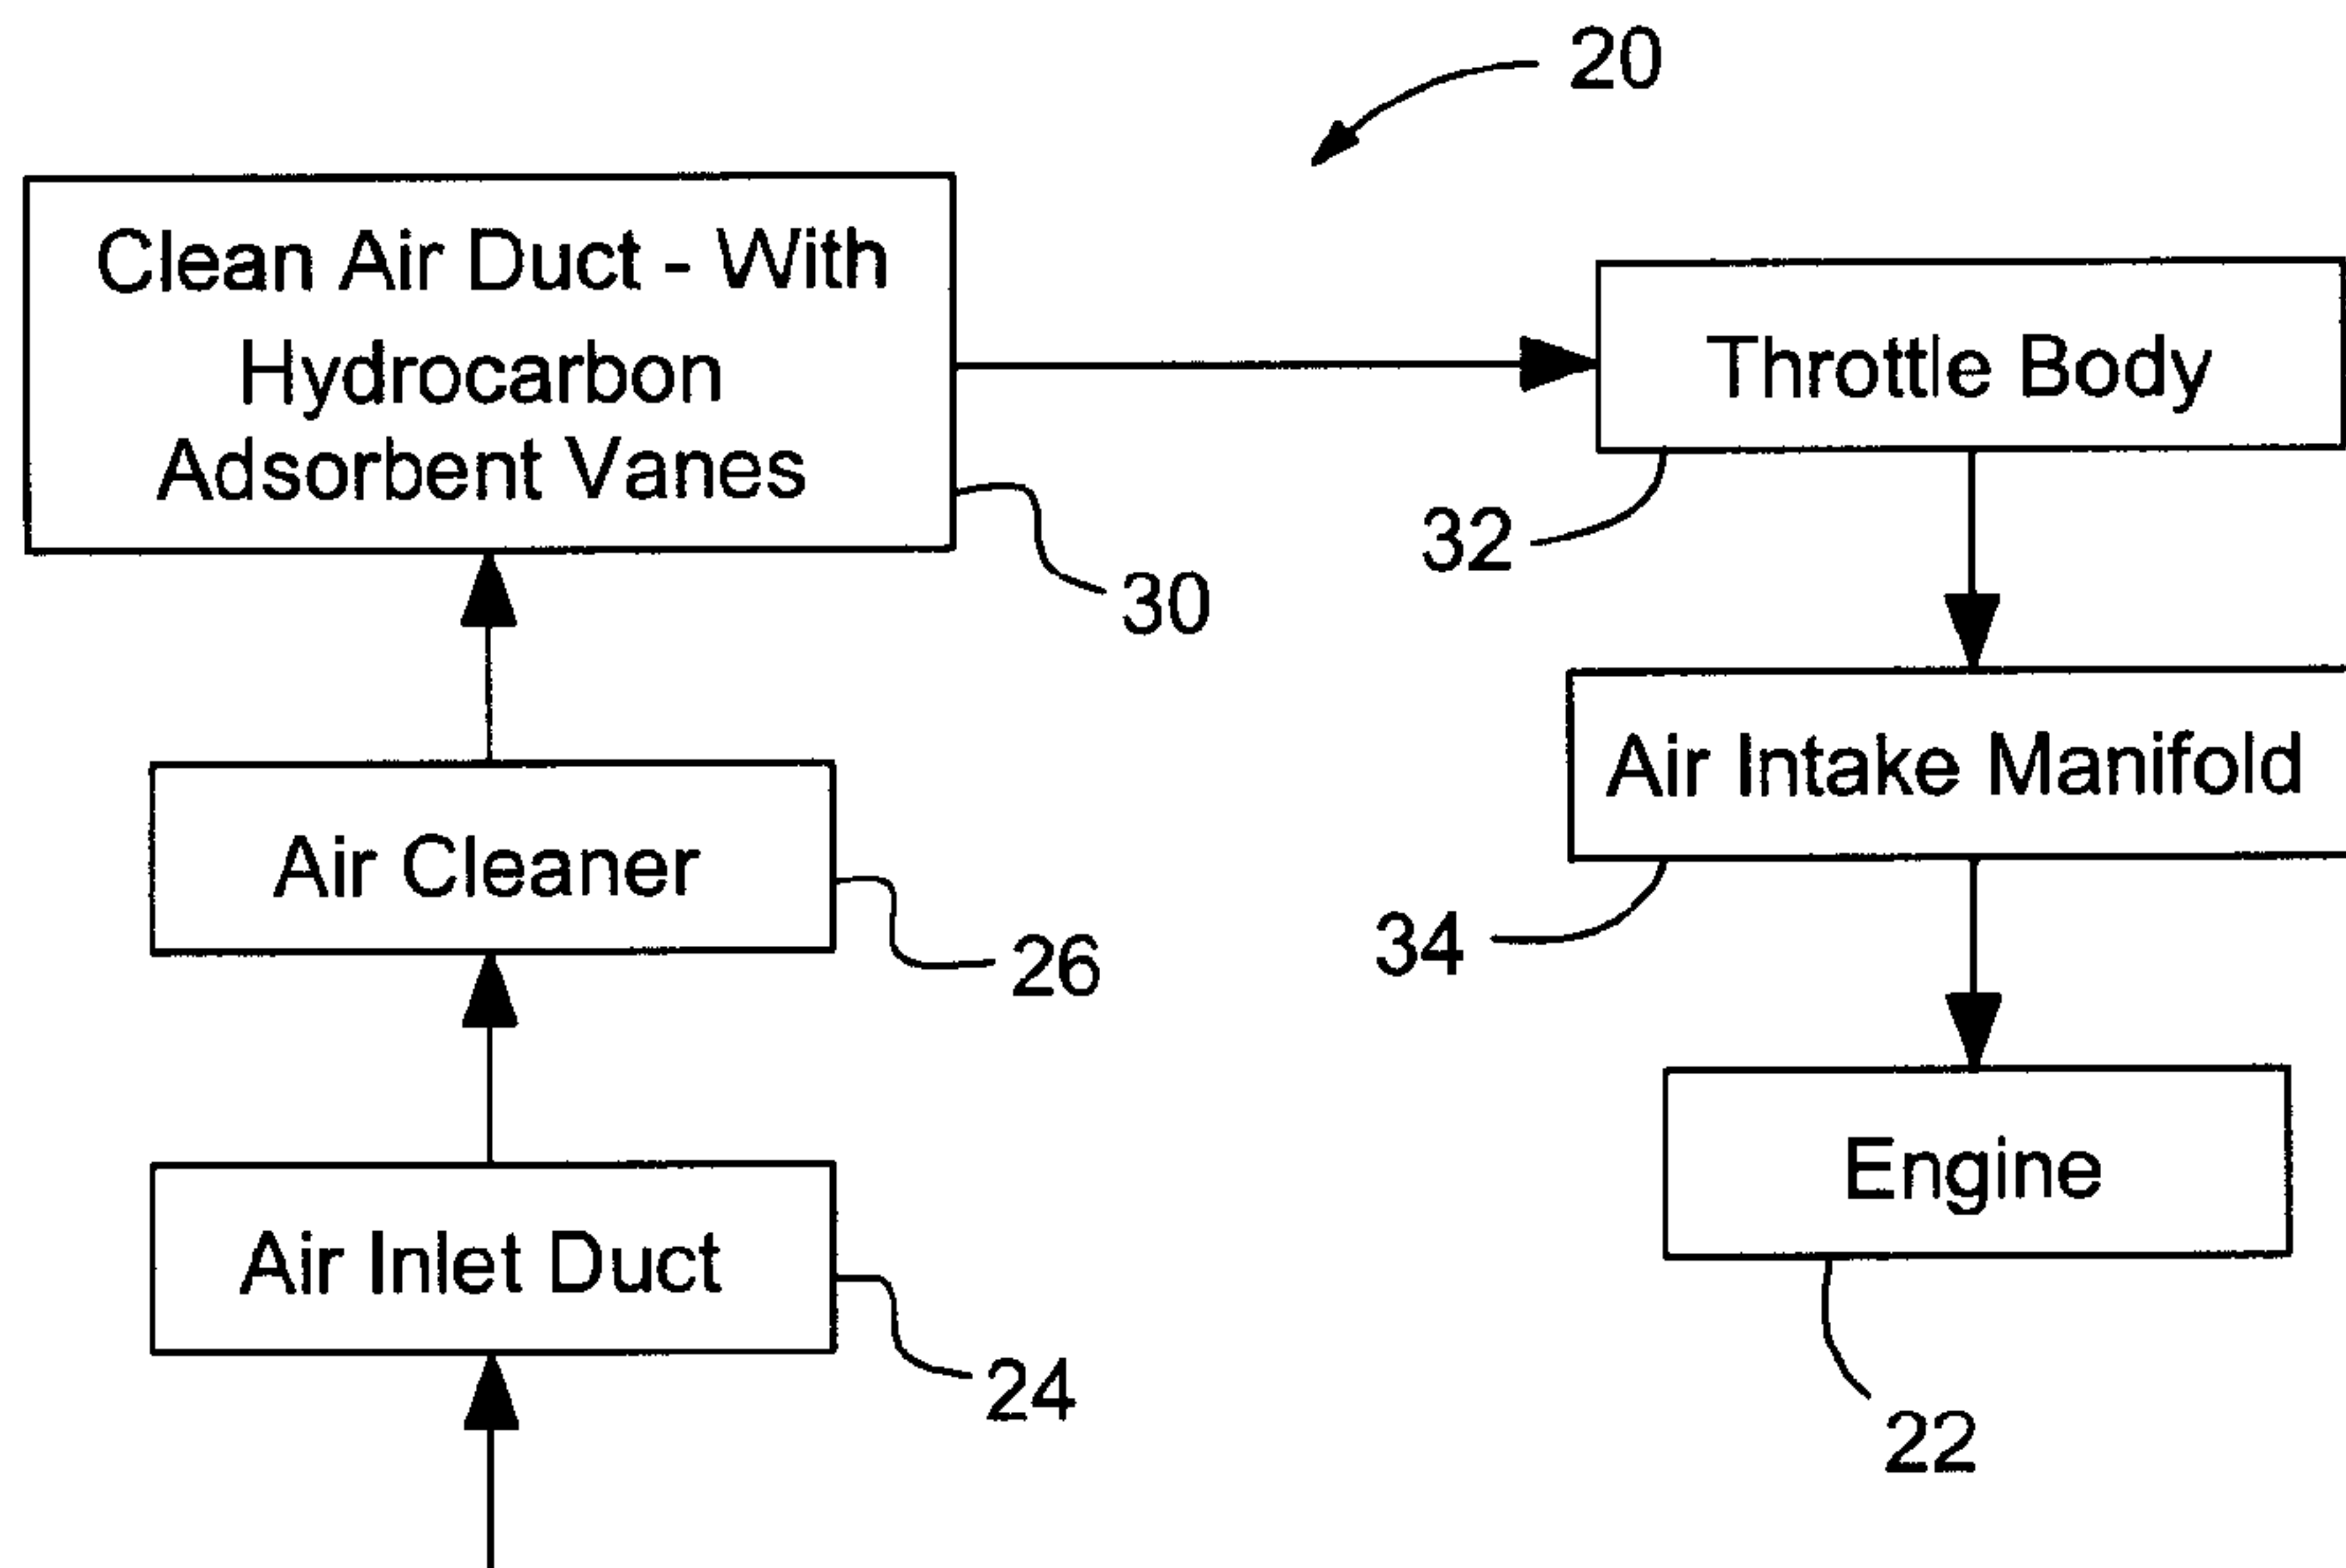 20
Clean Air Duct - With
Hydrocarbon
Adsorbent Vanes
30
Throttle Body
32
Air Intake Manifold
34
Air Cleaner
26
Engine
22
Air Inlet Duct
24